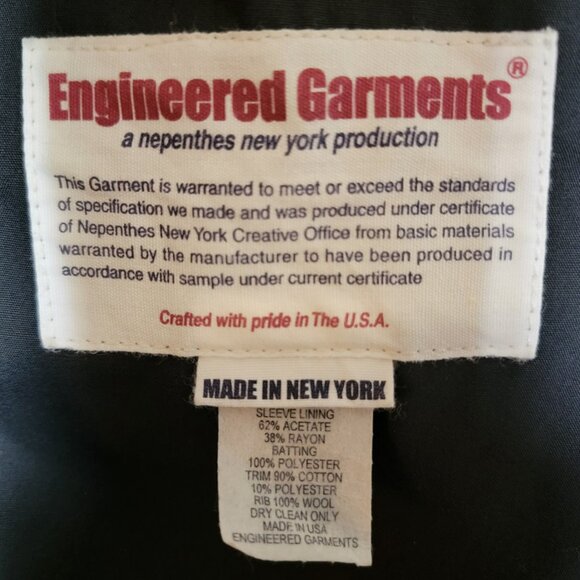 Engineered Garments®
a nepenthes new york production
This Garment is warranted to meet or exceed the standards
of specification we made and was produced under certificate
of Nepenthes New York Creative Office from basic materials
warranted by the manufacturer to have been produced in
accordance with sample under current certificate
Crafted with pride in The U.S.A.
MADE IN NEW YORK
SLEEVE LINING
62% ACETATE
38% RAYON
BATTING
100% POLYESTER
TRIM 90% COTTON
10% POLYESTER
RIB 100% WOOL
DRY CLEAN ONLY
MADE IN USA
ENGINEERED GARMENTS